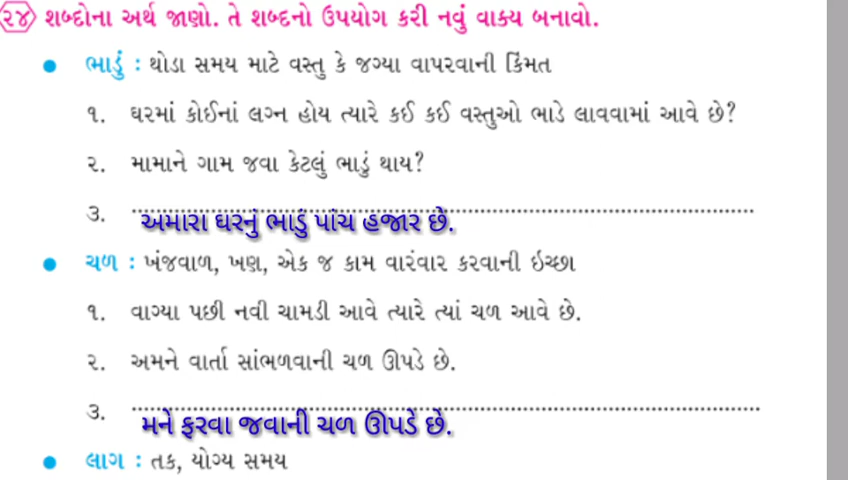 ૨૪ શબ્દોના અર્થ જાણો. તે શબ્દનો ઉપયોગ કરી નવું વાક્ય બનાવો.
● ભાડું : થોડા સમય માટે વસ્તુ કે જગ્યા વાપરવાની કિંમત
૧. ઘરમાં કોઈનાં લગ્ન હોય ત્યારે કઈ કઈ વસ્તુઓ ભાડે લાવવામાં આવે છે?
૨. મામાને ગામ જવા કેટલું ભાડું થાય?
૩. અમારા ઘરનું ભાડું પાંચ હજાર છે.
● ચળ : ખંજવાળ, ખણ, એક જ કામ વારંવાર કરવાની ઇચ્છા
૧. વાગ્યા પછી નવી ચામડી આવે ત્યારે ત્યાં ચળ આવે છે.
૨. અમને વાર્તા સાંભળવાની ચળ ઊપડે છે.
૩. મને ફરવા જવાની ચળ ઊપડે છે.
● લાગ : તક, યોગ્ય સમય